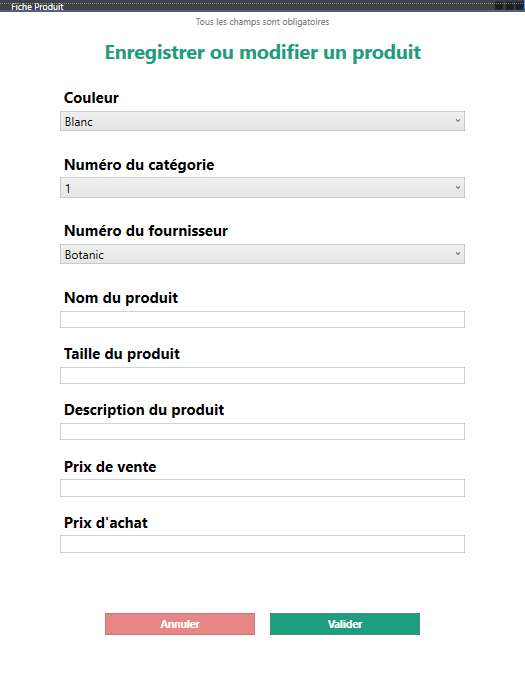 Fiche Produit
Tous les champs sont obligatoires
Enregistrer ou modifier un produit
Couleur
Blanc
Numéro du catégorie
1
Numéro du fournisseur
Botanic
Nom du produit
Taille du produit
Description du produit
Prix de vente
Prix d'achat
Annuler Valider